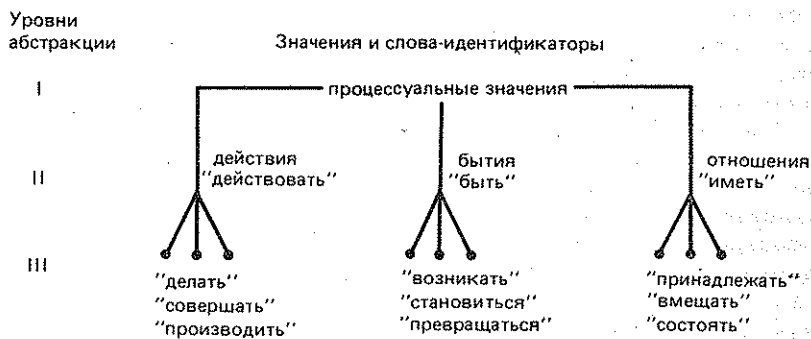 Уровни
абстракции
Значения и слова-идентификаторы
I
процессуальные значения
II
действия
"действовать"
бытия
"быть"
отношения
"иметь"
III
"делать"
"совершать"
"производить"
"возникать"
"становиться"
"превращаться"
"принадлежать"
"вмещать"
"состоять"